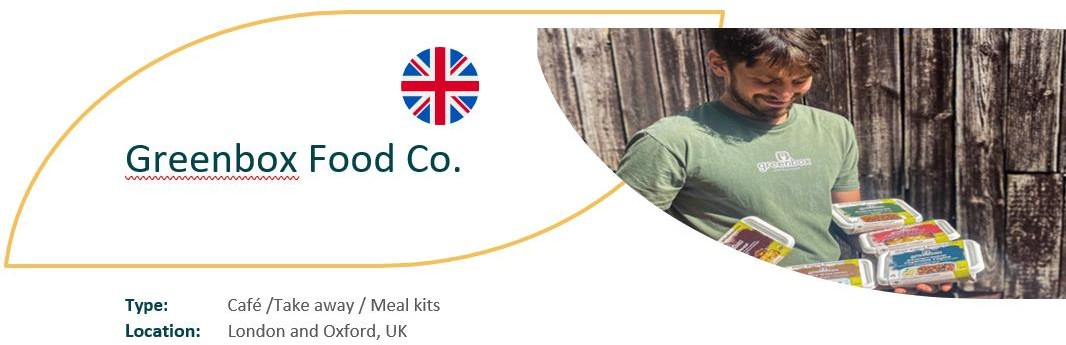 Greenbox Food Co.
greenbox
Type: Café /Take away / Meal kits
Location: London and Oxford, UK